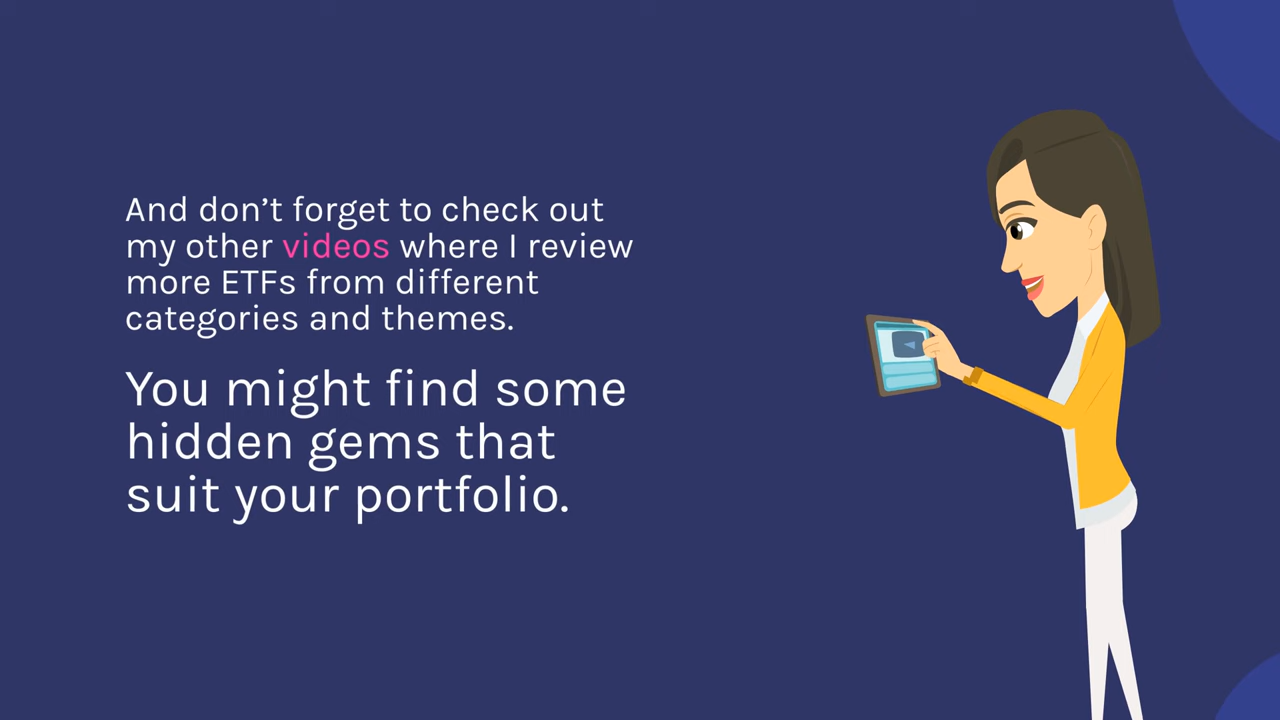 And don’t forget to check out
my other videos where I review
more ETFs from different
categories and themes.
You might find some
hidden gems that
suit your portfolio.